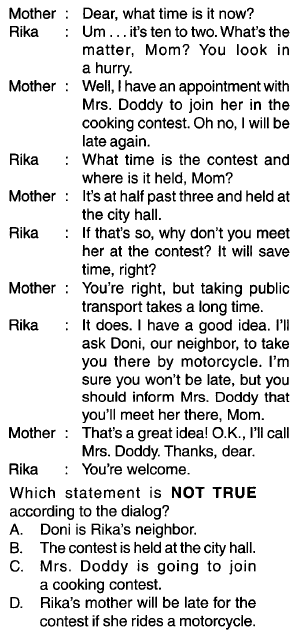 Mother : Dear, what time is it now?
Rika : Um . . . it's ten to two. What's the
matter, Mom? You look in
a hurry.
Mother : Well, I have an appointment with
Mrs. Doddy to join her in the
cooking contest. Oh no, I will be
late again.
Rika : What time is the contest and
where is it held, Mom?
Mother : It's at half past three and held at
the city hall.
Rika : If that's so, why don't you meet
her at the contest? It will save
time, right?
Mother : You're right, but taking public
transport takes a long time.
Rika : It does. I have a good idea. I'll
ask Doni, our neighbor, to take
you there by motorcycle. I'm
sure you won't be late, but you
should inform Mrs. Doddy that
you'll meet her there, Mom.
Mother : That's a great idea! O.K., I'll call
Mrs. Doddy. Thanks, dear.
Rika : You're welcome.
Which statement is NOT TRUE
according to the dialog?
A. Doni is Rika's neighbor.
B. The contest is held at the city hall.
C. Mrs. Doddy is going to join
a cooking contest.
D. Rika's mother will be late for the
contest if she rides a motorcycle.